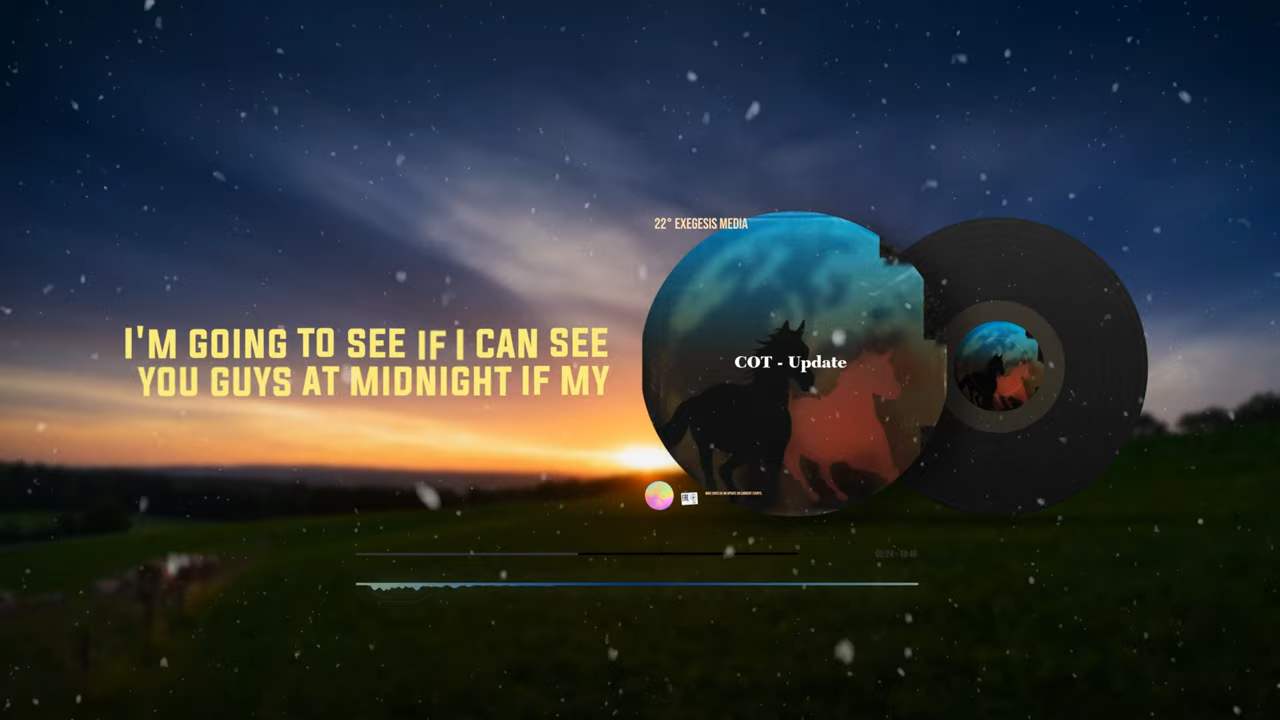 22° EXEGESIS MEDIA
I'M GOING TO SEE IF I CAN SEE
YOU GUYS AT MIDNIGHT IF MY
COT - Update